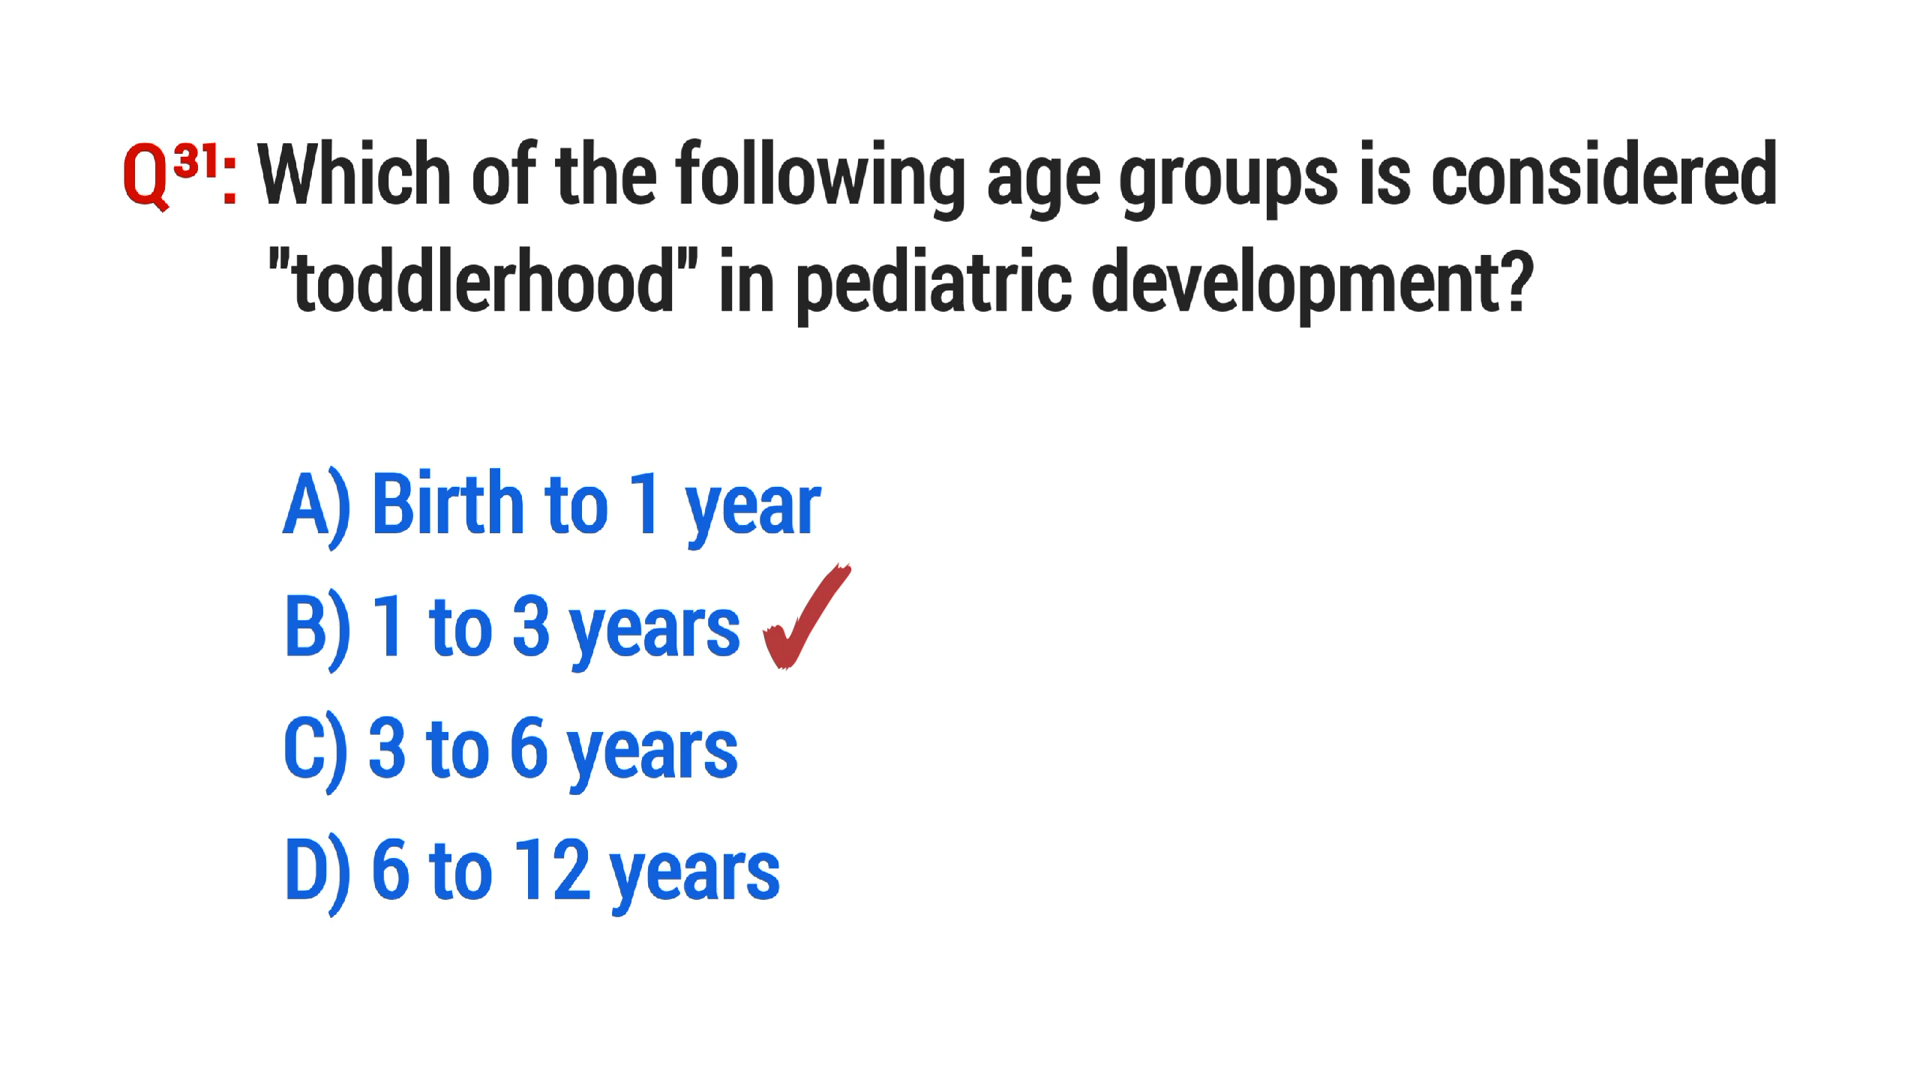 Q³¹: Which of the following age groups is considered
"toddlerhood" in pediatric development?
A) Birth to 1 year
B) 1 to 3 years
C) 3 to 6 years
D) 6 to 12 years